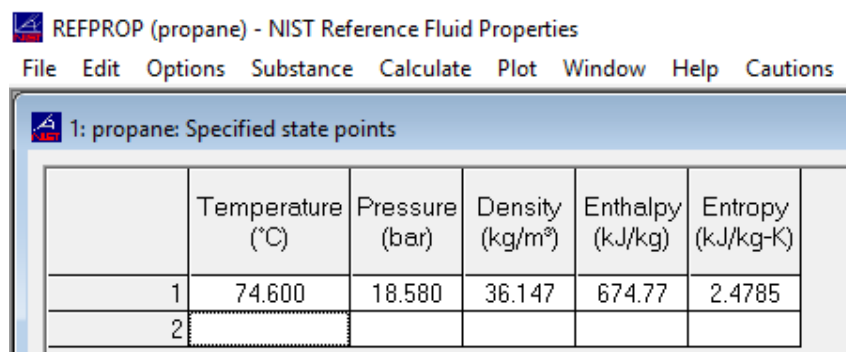 REFPROP (propane) - NIST Reference Fluid Properties
File Edit Options Substance Calculate Plot Window Help Cautions
1: propane: Specified state points
Temperature Pressure Density Enthalpy Entropy
(°C) (bar) (kg/m³) (kJ/kg) (kJ/kg-K)
1 74.600 18.580 36.147 674.77 2.4785
2